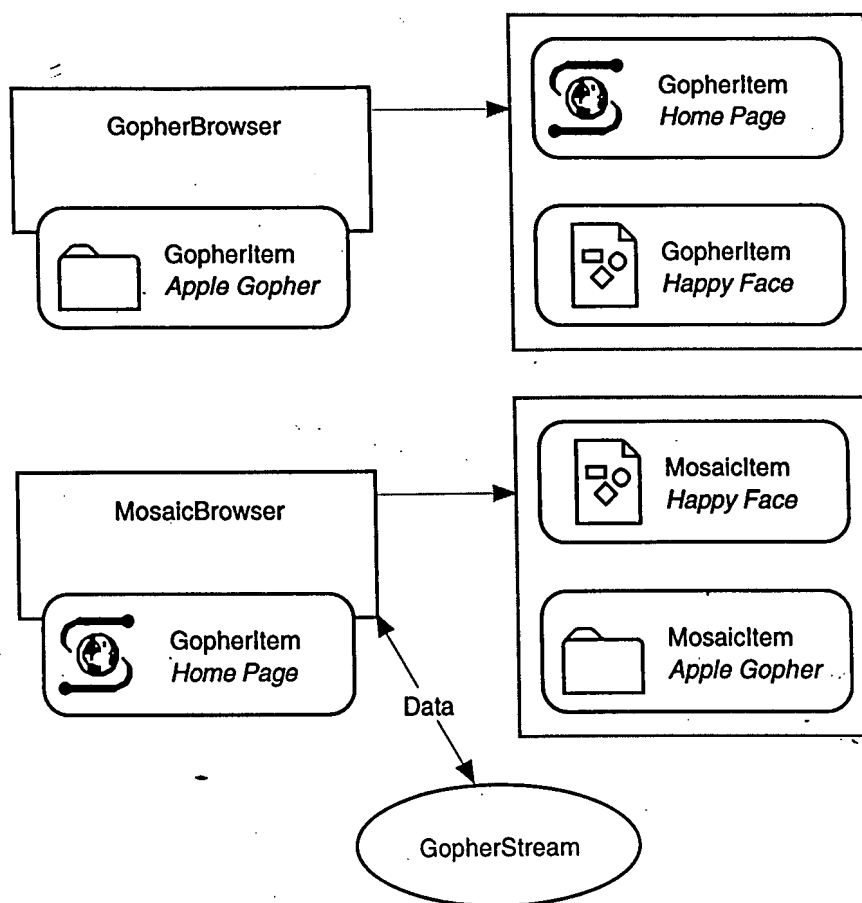 GopherBrowser
GopherItem
Apple Gopher
GopherItem
Home Page
GopherItem
Happy Face
MosaicBrowser
GopherItem
Home Page
MosaicItem
Happy Face
MosaicItem
Apple Gopher
Data
GopherStream